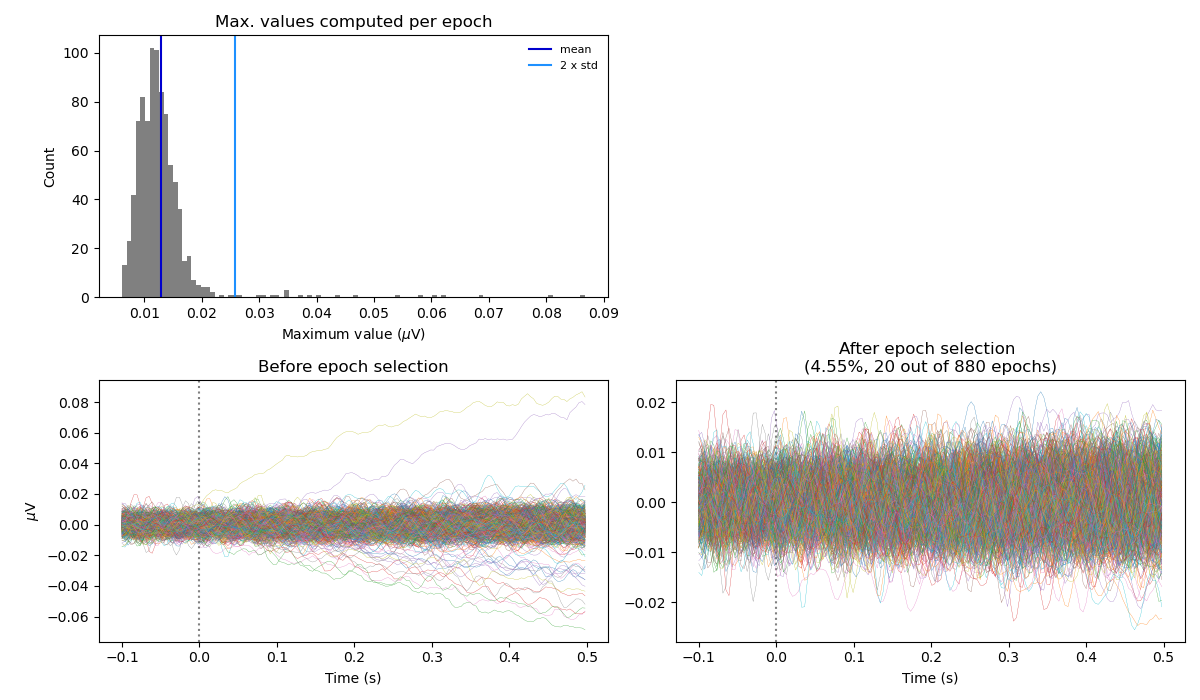 Max. values computed per epoch
mean
2 x std
Count
100
80
60
40
20
0
0.01 0.02 0.03 0.04 0.05 0.06 0.07 0.08 0.09
Maximum value (μV)
Before epoch selection
μV
0.08
0.06
0.04
0.02
0.00
−0.02
−0.04
−0.06
−0.1 0.0 0.1 0.2 0.3 0.4 0.5
Time (s)
After epoch selection
(4.55%, 20 out of 880 epochs)
0.02
0.01
0.00
−0.01
−0.02
−0.1 0.0 0.1 0.2 0.3 0.4 0.5
Time (s)